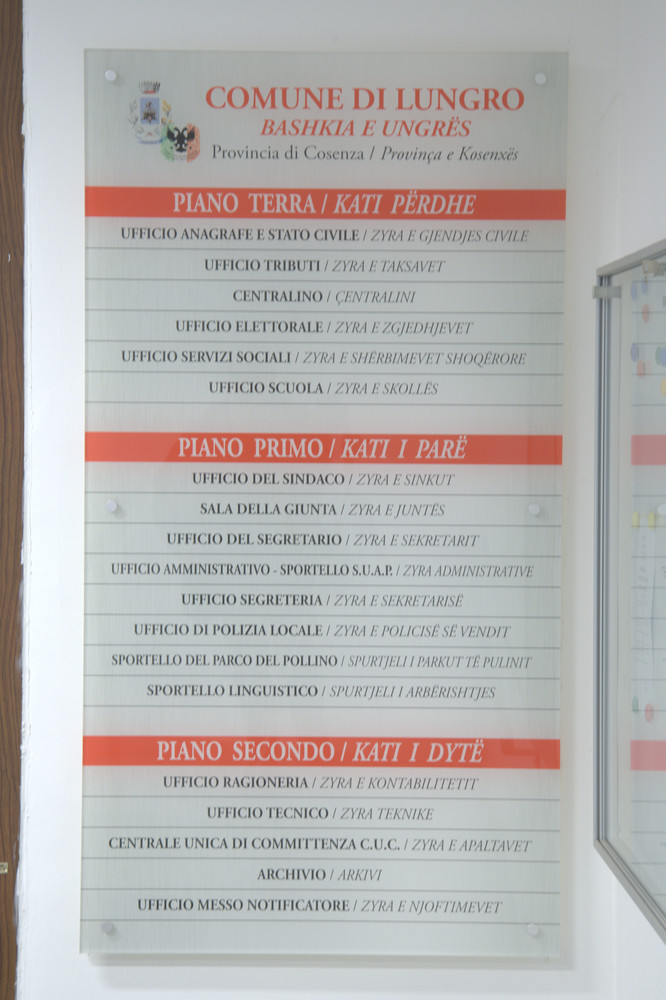 COMUNE DI LUNGRO
BASHKIA E UNGRËS
Provincia di Cosenza / Provinça e Kosenxës
PIANO TERRA / KATI PËRDHE
UFFICIO ANAGRAFE E STATO CIVILE / ZYRA E GJENDJES CIVILE
UFFICIO TRIBUTI / ZYRA E TAKSAVET
CENTRALINO / ÇENTRALINI
UFFICIO ELETTORALE / ZYRA E ZGJEDHJEVET
UFFICIO SERVIZI SOCIALI / ZYRA E SHËRBIMEVET SHOQËRORE
UFFICIO SCUOLA / ZYRA E SKOLLËS
PIANO PRIMO / KATI I PARË
UFFICIO DEL SINDACO / ZYRA E SINKUT
SALA DELLA GIUNTA / ZYRA E JUNTËS
UFFICIO DEL SEGRETARIO / ZYRA E SEKRETARIT
UFFICIO AMMINISTRATIVO - SPORTELLO S.U.A.P. / ZYRA ADMINISTRATIVE
UFFICIO SEGRETERIA / ZYRA E SEKRETARISË
UFFICIO DI POLIZIA LOCALE / ZYRA E POLICISË SË VENDIT
SPORTELLO DEL PARCO DEL POLLINO / SPURTJELI I PARKUT TË PULINIT
SPORTELLO LINGUISTICO / SPURTJELI I ARBËRISHTJES
PIANO SECONDO / KATI I DYTË
UFFICIO RAGIONERIA / ZYRA E KONTABILITETIT
UFFICIO TECNICO / ZYRA TEKNIKE
CENTRALE UNICA DI COMMITTENZA C.U.C. / ZYRA E APALTAVET
ARCHIVIO / ARKIVI
UFFICIO MESSO NOTIFICATORE / ZYRA E NJOFTIMEVET